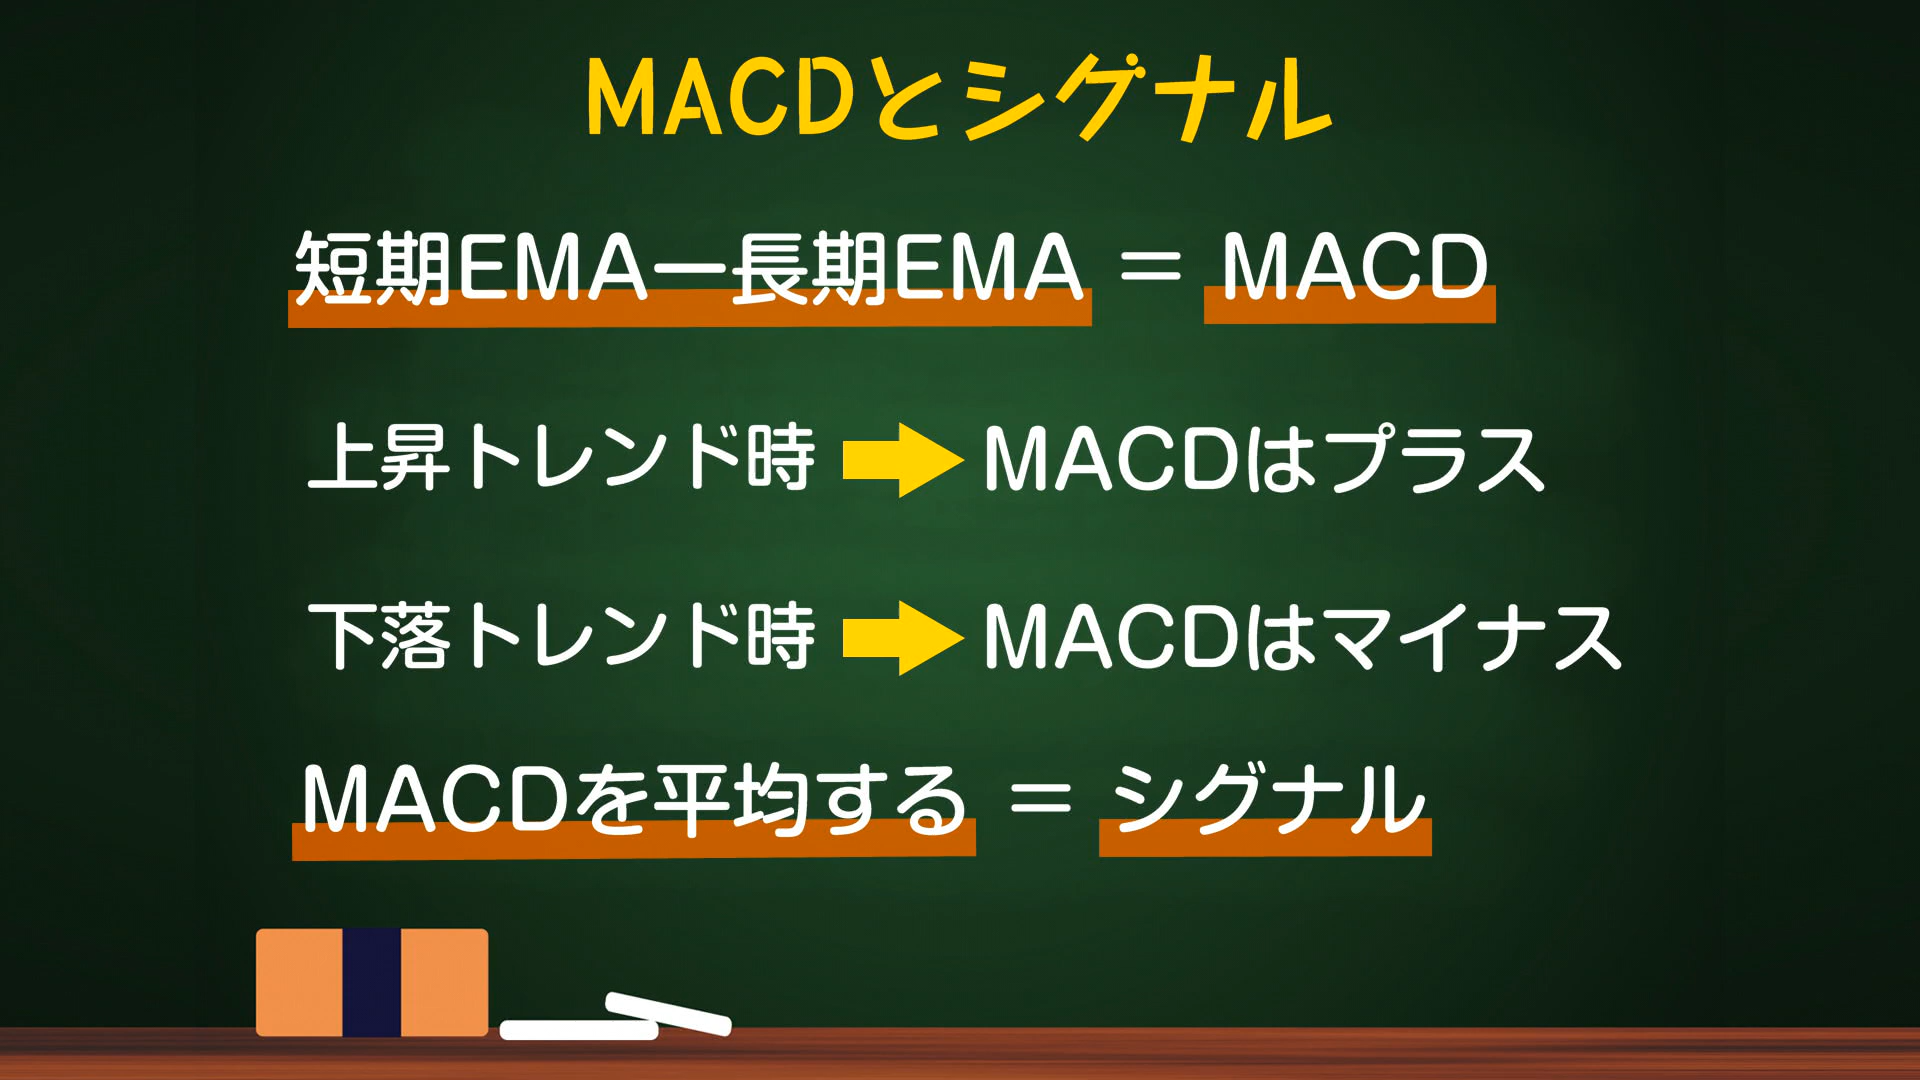 MACDとシグナル
短期EMAー長期EMA = MACD
上昇トレンド時 ➡ MACDはプラス
下落トレンド時 ➡ MACDはマイナス
MACDを平均する = シグナル